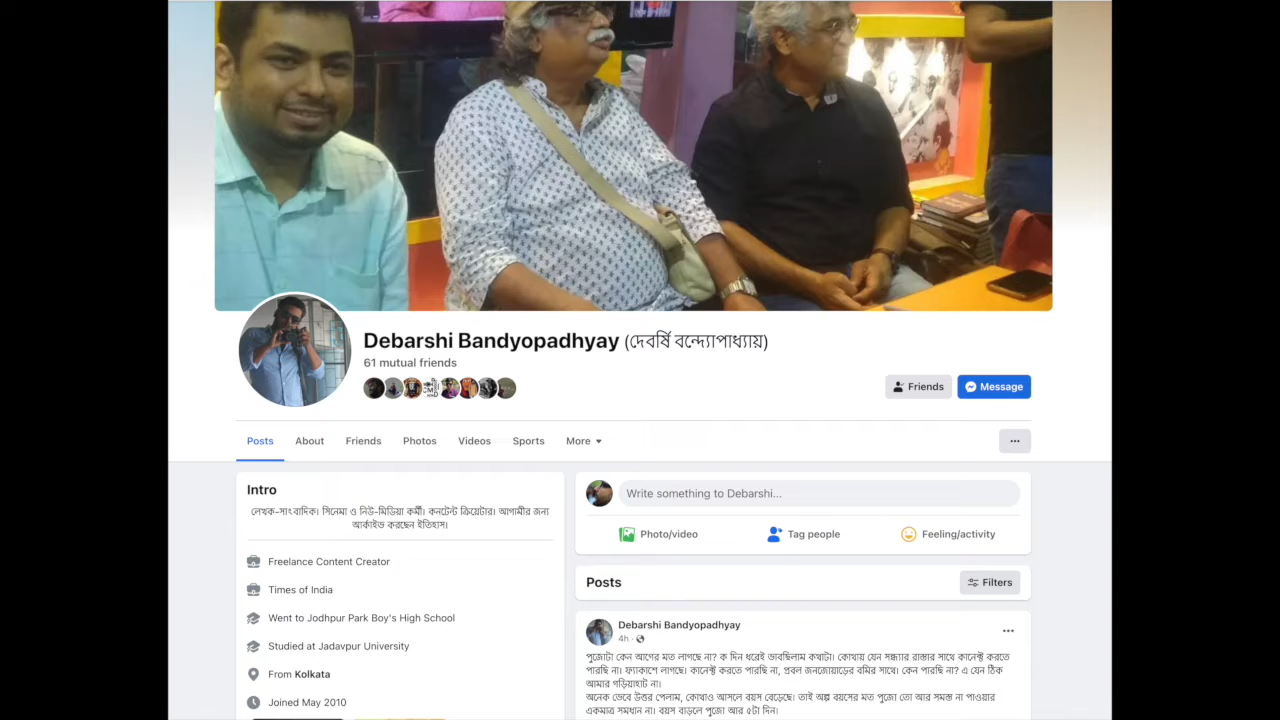 Debarshi Bandyopadhyay (দেবর্ষি বন্দ্যোপাধ্যায়)
61 mutual friends
Friends
Message
Posts About Friends Photos Videos Sports More
Intro
লেখক-সাংবাদিক। সিনেমা ও নিউ-মিডিয়া কর্মী। কনটেন্ট ক্রিয়েটার। আগামীর জন্য
আর্কাইভ করছেন ইতিহাস।
Freelance Content Creator
Times of India
Went to Jodhpur Park Boy's High School
Studied at Jadavpur University
From Kolkata
Joined May 2010
Write something to Debarshi...
Photo/video Tag people Feeling/activity
Posts
Filters
Debarshi Bandyopadhyay
4h ·
পুজোটা কেন আগের মত লাগছে না? ক দিন ধরেই ভাবছিলাম কথাটা। কোথায় যেন সন্ধ্যার রাস্তার সাথে কানেক্ট করতে
পারছি না। ফ্যাকাশে লাগছে। কানেক্ট করতে পারছি না, প্রবল জনজোয়াড়ের বমির সাথে। কেন পারছি না? এ যেন ঠিক
আমার গড়িয়াহাট না।
অনেক ভেবে উত্তর পেলাম, কোথাও আসলে বয়স বেড়েছে। তাই অল্প বয়সের মত পুজো তো আর সমস্ত না পাওয়ার
একমাত্র সমধান না। বয়স বাড়লে পুজো আর ৫টা দিন।